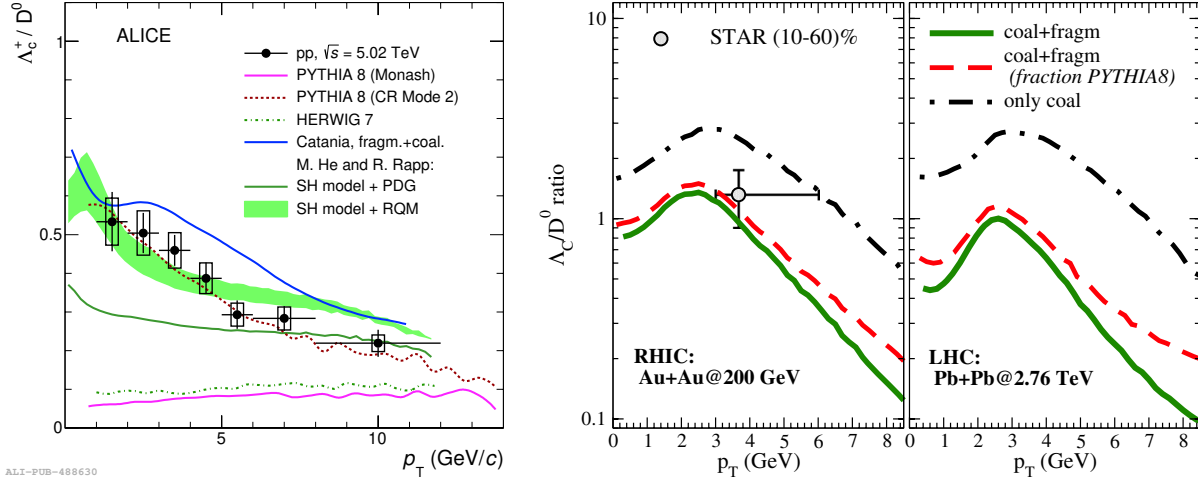 Λc+ / D0
1
0.5
0
ALICE
pp, √s = 5.02 TeV
PYTHIA 8 (Monash)
PYTHIA 8 (CR Mode 2)
HERWIG 7
Catania, fragm.+coal.
M. He and R. Rapp:
SH model + PDG
SH model + RQM
5
10
pT (GeV/c)
ALI-PUB-488630
ΛC/D0 ratio
10
1
0.1
STAR (10-60)%
RHIC:
Au+Au@200 GeV
0 1 2 3 4 5 6 7 8
pT (GeV)
coal+fragm
coal+fragm
(fraction PYTHIA8)
only coal
LHC:
Pb+Pb@2.76 TeV
0 1 2 3 4 5 6 7 8
pT (GeV)